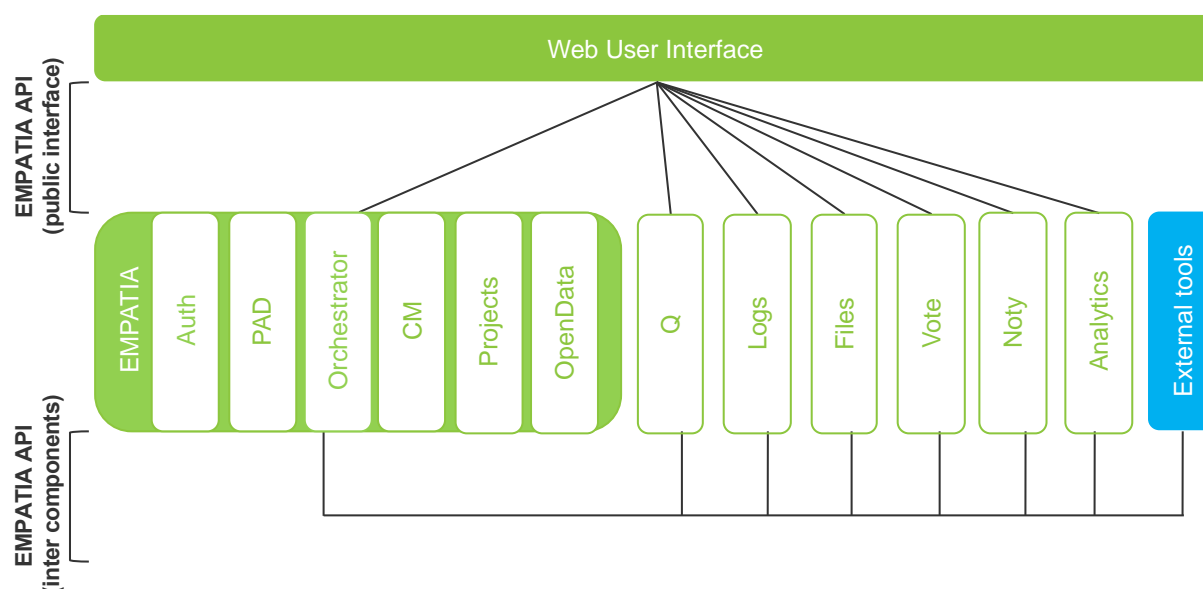 Web User Interface
EMPATIA API
(public interface)
EMPATIA
Auth
PAD
Orchestrator
CM
Projects
OpenData
Q
Logs
Files
Vote
Noty
Analytics
External tools
EMPATIA API
(inter components)